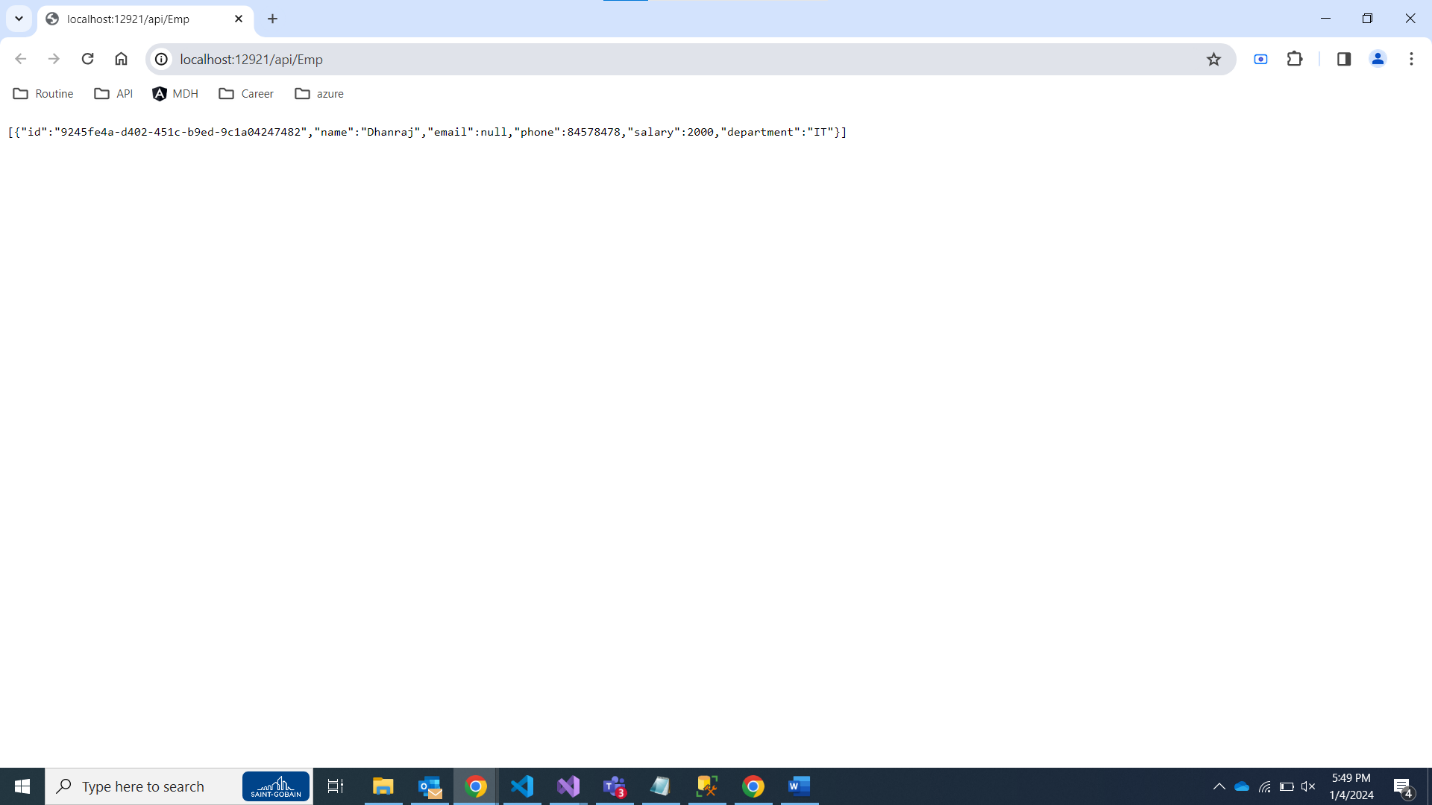 localhost:12921/api/Emp
localhost:12921/api/Emp
Routine API MDH Career azure
[{"id":"9245fe4a-d402-451c-b9ed-9c1a04247482","name":"Dhanraj","email":null,"phone":84578478,"salary":2000,"department":"IT"}]
Type here to search SAINT-GOBAIN 3 5:49 PM
1/4/2024 4